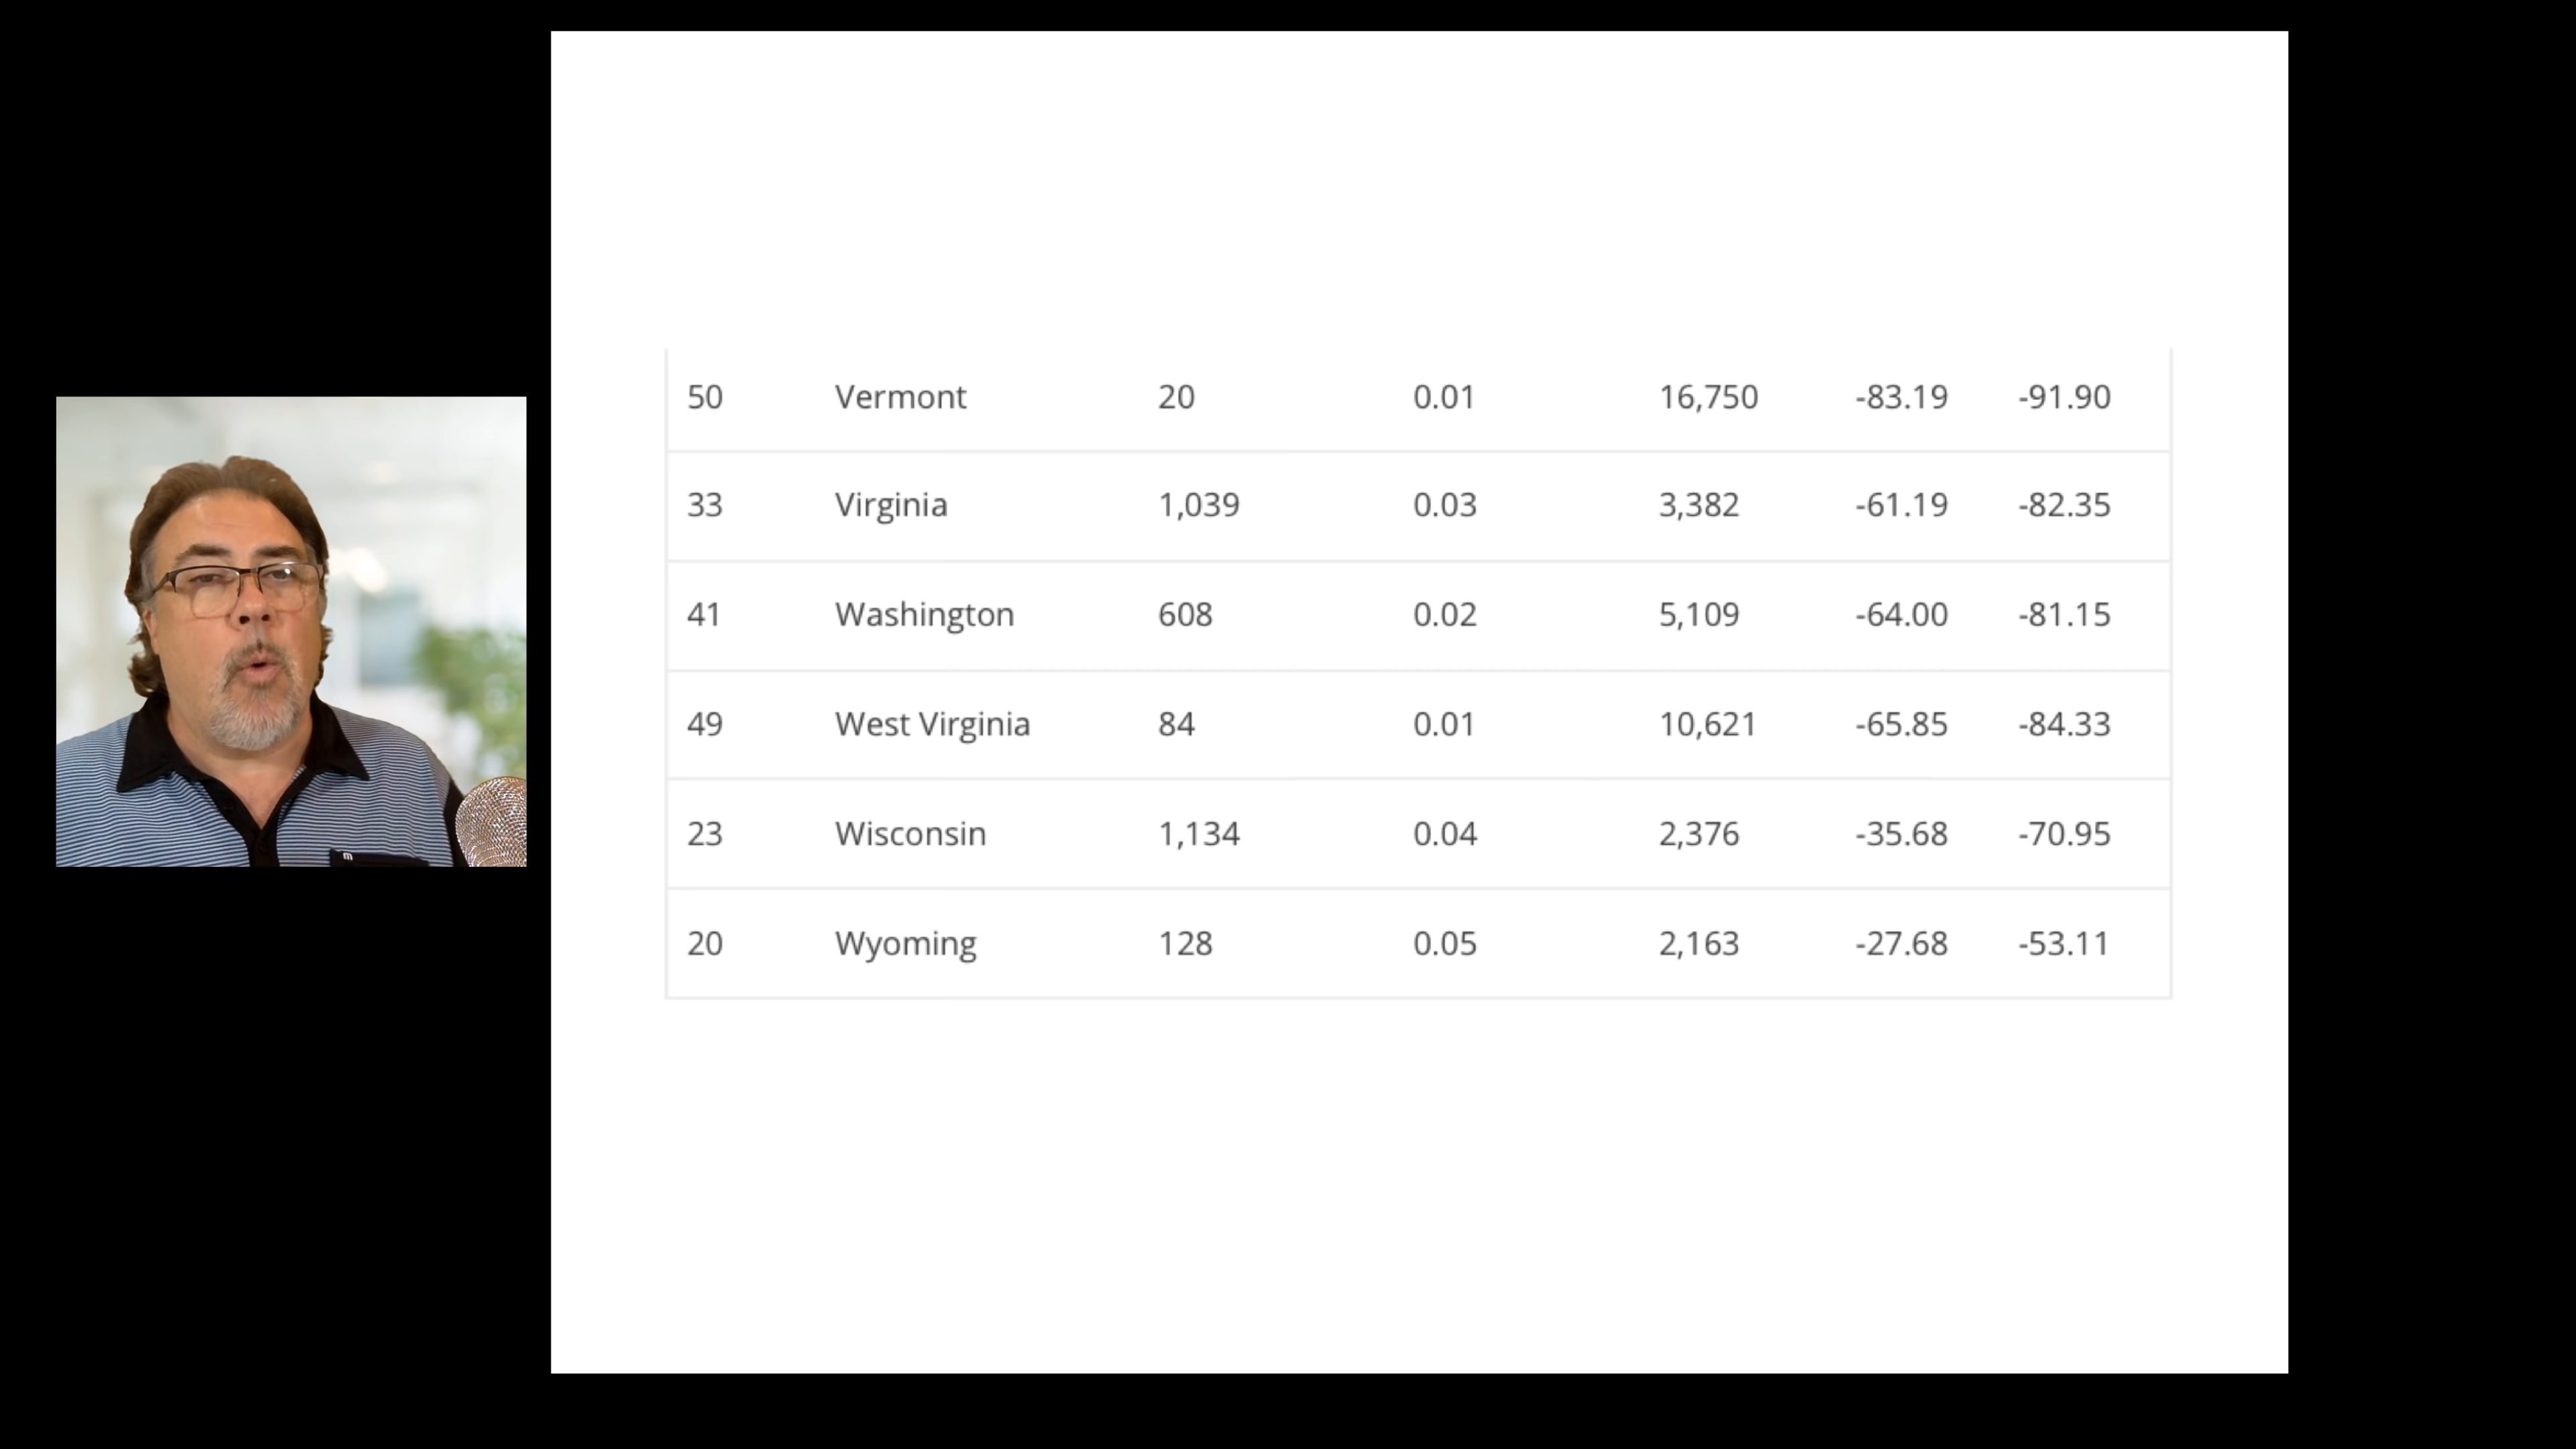 50 Vermont 20 0.01 16,750 -83.19 -91.90
33 Virginia 1,039 0.03 3,382 -61.19 -82.35
41 Washington 608 0.02 5,109 -64.00 -81.15
49 West Virginia 84 0.01 10,621 -65.85 -84.33
23 Wisconsin 1,134 0.04 2,376 -35.68 -70.95
20 Wyoming 128 0.05 2,163 -27.68 -53.11